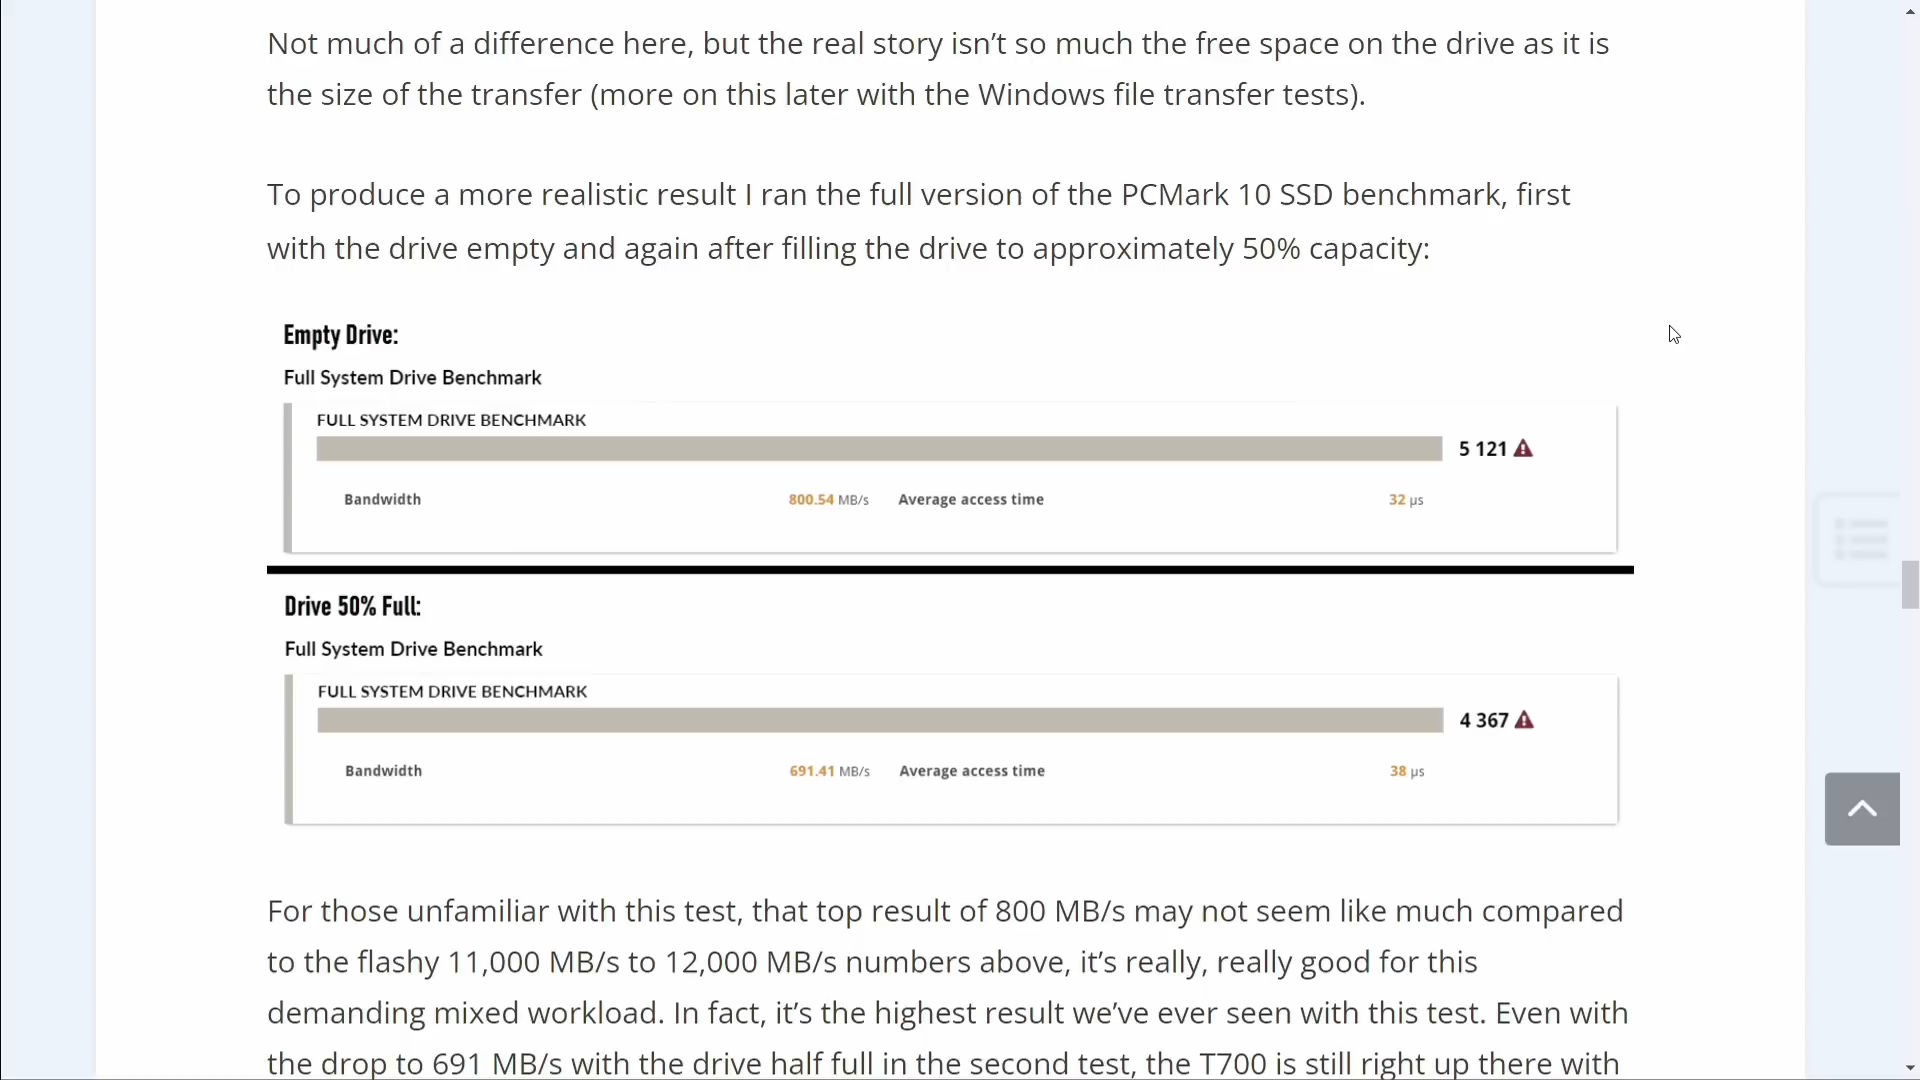 Not much of a difference here, but the real story isn’t so much the free space on the drive as it is
the size of the transfer (more on this later with the Windows file transfer tests).
To produce a more realistic result I ran the full version of the PCMark 10 SSD benchmark, first
with the drive empty and again after filling the drive to approximately 50% capacity:
Empty Drive:
Full System Drive Benchmark
FULL SYSTEM DRIVE BENCHMARK
5 121
Bandwidth 800.54 MB/s Average access time 32 µs
Drive 50% Full:
Full System Drive Benchmark
FULL SYSTEM DRIVE BENCHMARK
4 367
Bandwidth 691.41 MB/s Average access time 38 µs
For those unfamiliar with this test, that top result of 800 MB/s may not seem like much compared
to the flashy 11,000 MB/s to 12,000 MB/s numbers above, it’s really, really good for this
demanding mixed workload. In fact, it’s the highest result we’ve ever seen with this test. Even with
the drop to 691 MB/s with the drive half full in the second test, the T700 is still right up there with